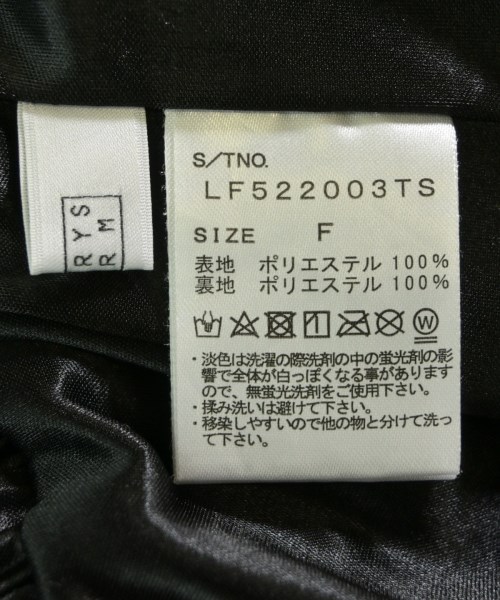 S/TNO.
LF522003TS
SIZE F
表地 ポリエステル 100%
裏地 ポリエステル 100%
W
・淡色は洗濯の際洗剤の中の蛍光剤の影
響で全体が白っぽくなる事があります
ので、無蛍光洗剤をご使用下さい。
・揉み洗いは避けて下さい。
・移染しやすいので他の物と分けて洗っ
て下さい。
RYS
RM